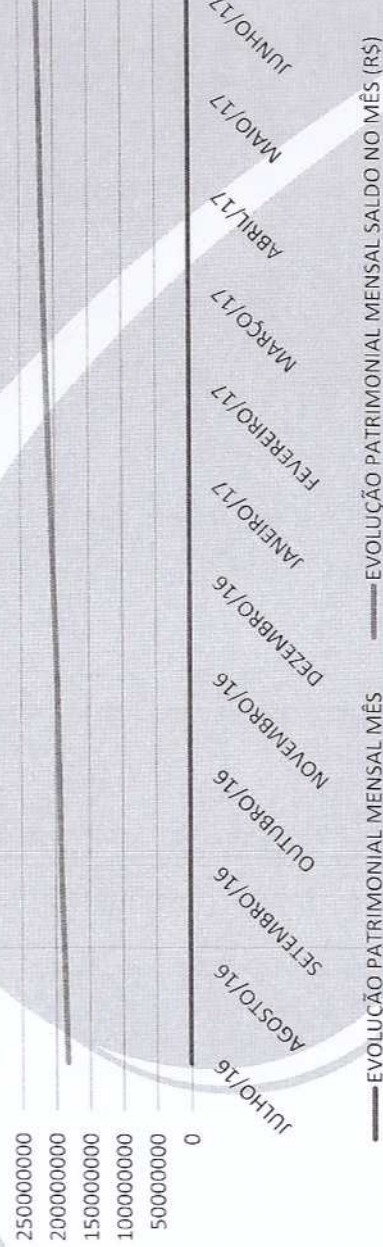 250000000
200000000
150000000
100000000
50000000
0
JULHO/16
AGOSTO/16
SETEMBRO/16
OUTUBRO/16
NOVEMBRO/16
DEZEMBRO/16
JANEIRO/17
FEVEREIRO/17
MARÇO/17
ABRIL/17
MAIO/17
JUNHO/17
EVOLUÇÃO PATRIMONIAL MENSAL MÊS
EVOLUÇÃO PATRIMONIAL MENSAL SALDO NO MÊS (R$)